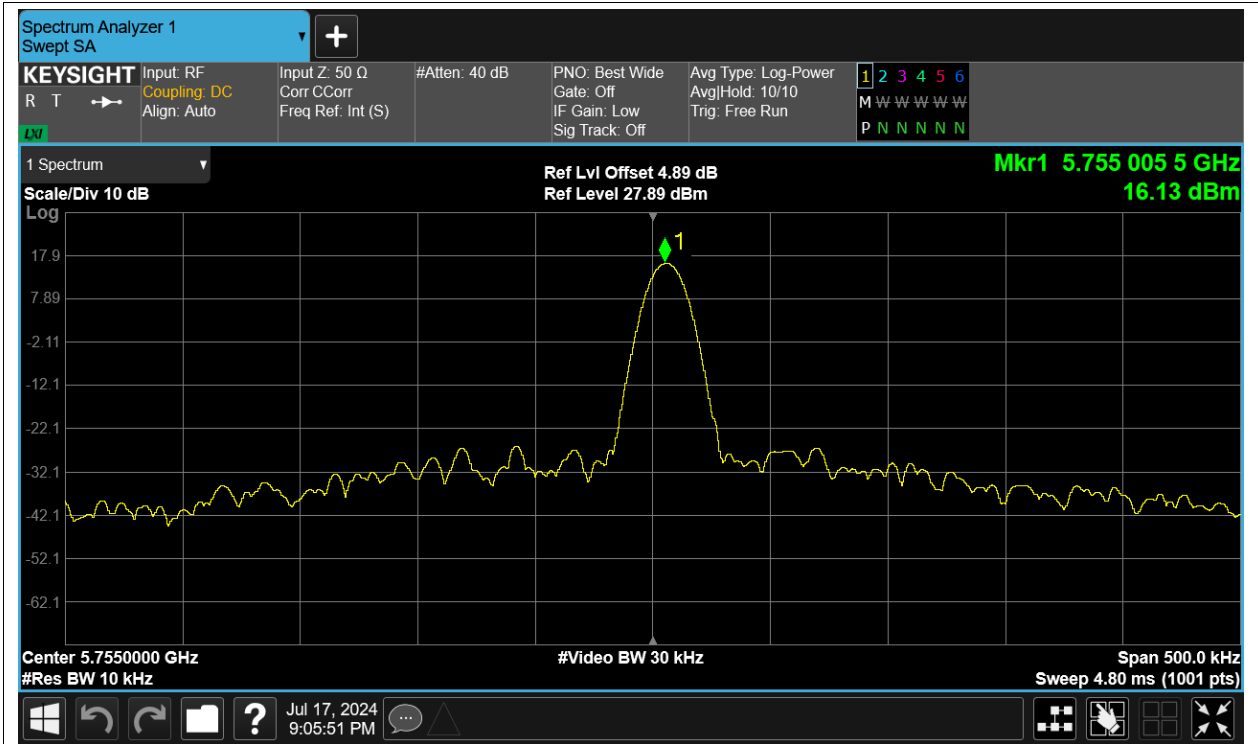 Spectrum Analyzer 1
Swept SA
KEYSIGHT
R T
LXI
Input: RF
Coupling: DC
Align: Auto
Input Z: 50 Ω
Corr CCorr
Freq Ref: Int (S)
#Atten: 40 dB
PNO: Best Wide
Gate: Off
IF Gain: Low
Sig Track: Off
Avg Type: Log-Power
Avg|Hold: 10/10
Trig: Free Run
1 2 3 4 5 6
M W W W W W
P N N N N N
1 Spectrum
Scale/Div 10 dB
Log
Ref Lvl Offset 4.89 dB
Ref Level 27.89 dBm
Mkr1 5.755 005 5 GHz
16.13 dBm
1
17.9
7.89
-2.11
-12.1
-22.1
-32.1
-42.1
-52.1
-62.1
Center 5.7550000 GHz
#Res BW 10 kHz
#Video BW 30 kHz
Span 500.0 kHz
Sweep 4.80 ms (1001 pts)
?
Jul 17, 2024
9:05:51 PM